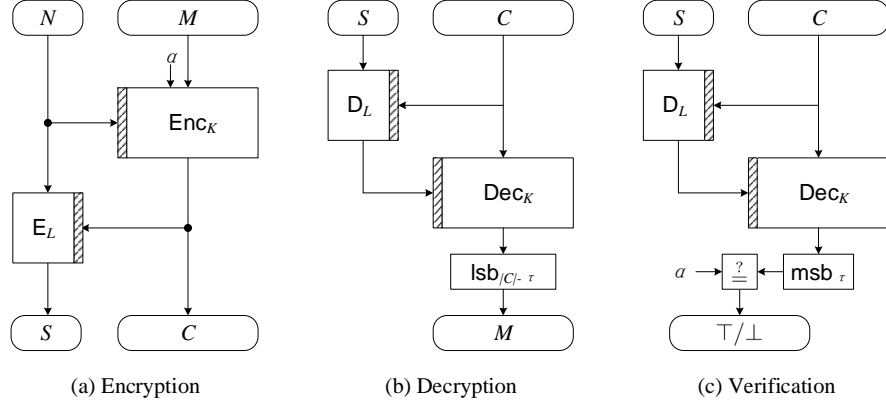 N M S C S C
α
Enc_K
D_L D_L
E_L
Dec_K Dec_K
lsb_{|C|-τ}
α ≟ msb_τ
S C M ⊤/⊥
(a) Encryption (b) Decryption (c) Verification